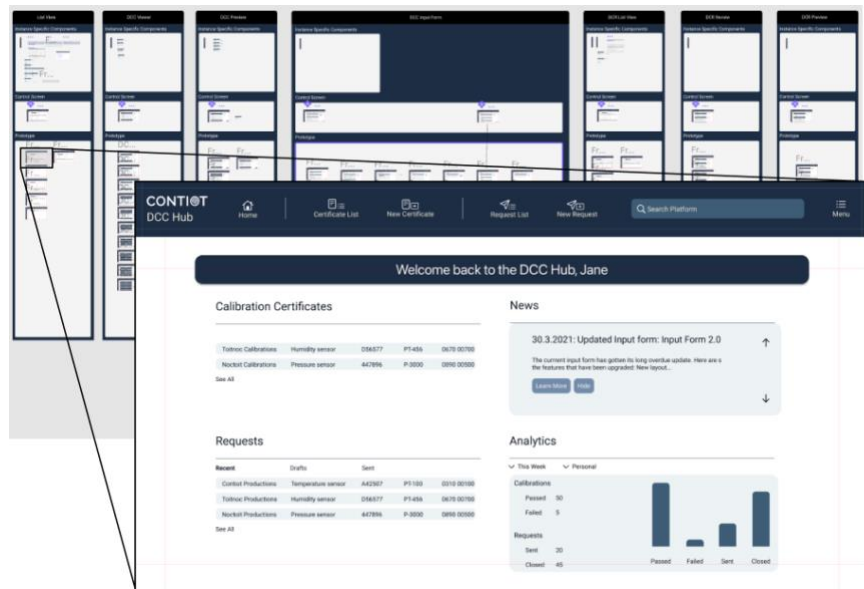 List View
DCC Viewer
DCC Preview
DCC Input Form
DCR List View
DCR Review
DCR Preview
Instance Specific Components
Instance Specific Components
Instance Specific Components
Instance Specific Components
Instance Specific Components
Instance Specific Components
Instance Specific Components
Control Screen
Control Screen
Control Screen
Control Screen
Control Screen
Control Screen
Control Screen
Prototype
Prototype
Prototype
Prototype
Prototype
Prototype
Prototype
CONTIOT
DCC Hub
Home
Certificate List
New Certificate
Request List
New Request
Search Platform
Menu
Welcome back to the DCC Hub, Jane
Calibration Certificates
Totnoc Calibrations Humidity sensor D56577 PT-456 0670 00700
Noctoit Calibrations Pressure sensor 447896 P-3000 0890 00500
See All
News
30.3.2021: Updated Input form: Input Form 2.0
The current input form has gotten its long overdue update. Here are s
the features that have been upgraded: New layout...
Learn More Hide
Requests
Recent Drafts Sent
Contiot Productions Temperature sensor A42507 PT-100 0310 00100
Totnoc Productions Humidity sensor D56577 PT-456 0670 00700
Noctoit Productions Pressure sensor 447896 P-3000 0890 00500
See All
Analytics
This Week Personal
Calibrations
Passed 50
Failed 5
Requests
Sent 20
Closed 45
Passed Failed Sent Closed